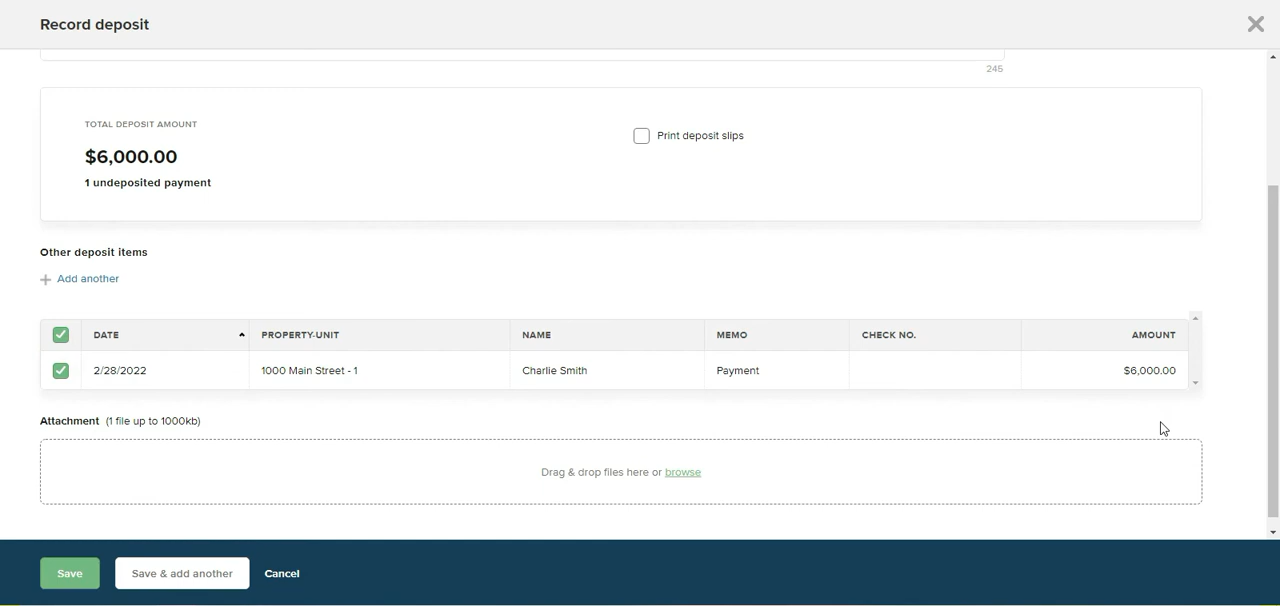 Record deposit
245
TOTAL DEPOSIT AMOUNT
$6,000.00
1 undeposited payment
Print deposit slips
Other deposit items
Add another
DATE PROPERTY-UNIT NAME MEMO CHECK NO. AMOUNT
2/28/2022 1000 Main Street - 1 Charlie Smith Payment $6,000.00
Attachment (1 file up to 1000kb)
Drag & drop files here or browse
Save Save & add another Cancel